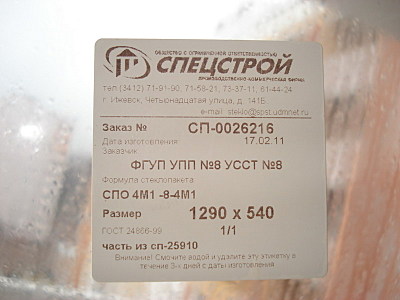 ОБЩЕСТВО С ОГРАНИЧЕННОЙ ОТВЕТСТВЕННОСТЬЮ
СПЕЦСТРОЙ
ПРОИЗВОДСТВЕННО-КОММЕРЧЕСКАЯ ФИРМА
тел (3412) 71-91-90, 71-58-21, 73-37-11, 61-44-24
г. Ижевск, Четырнадцатая улица, д. 141Б
e-mail: steklo@spst.udmnet.ru
Заказ № СП-0026216
Дата изготовления 17.02.11
Заказчик
ФГУП УПП №8 УССТ №8
Формула стеклопакета
СПО 4М1 -8-4М1
Размер 1290 x 540
ГОСТ 24866-99 1/1
часть из сп-25910
Внимание! Смочите водой и удалите эту этикетку в
течение 3-х дней с даты изготовления